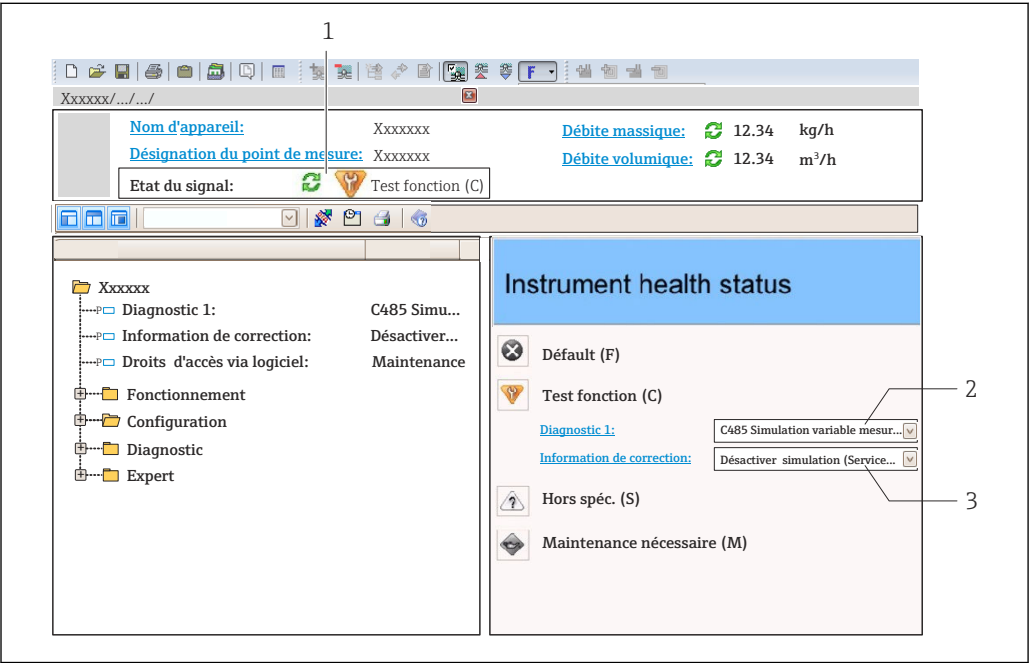 1
F
Xxxxxx/.../.../
Nom d'appareil: Xxxxxxx Débite massique: 12.34 kg/h
Désignation du point de mesure: Xxxxxxx Débite volumique: 12.34 m³/h
Etat du signal: Test fonction (C)
Instrument health status
Xxxxxx
Diagnostic 1: C485 Simu...
Information de correction: Désactiver...
Droits d'accès via logiciel: Maintenance
Fonctionnement
Configuration
Diagnostic
Expert
Défault (F)
Test fonction (C)
2
Diagnostic 1: C485 Simulation variable mesur...
Information de correction: Désactiver simulation (Service...
3
Hors spéc. (S)
Maintenance nécessaire (M)